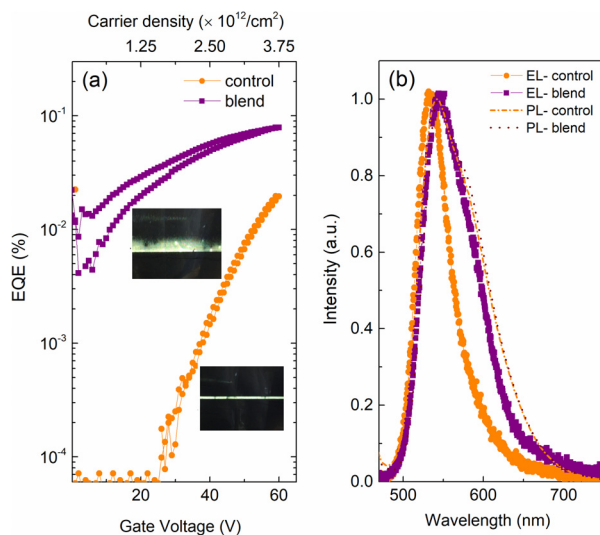 Carrier density (× 10¹²/cm²)
1.25 2.50 3.75
(a)
control
blend
10⁻¹
10⁻²
10⁻³
10⁻⁴
EQE (%)
20 40 60
Gate Voltage (V)
(b)
EL- control
EL- blend
PL- control
PL- blend
1.0
0.8
0.6
0.4
0.2
0.0
Intensity (a.u.)
500 600 700
Wavelength (nm)